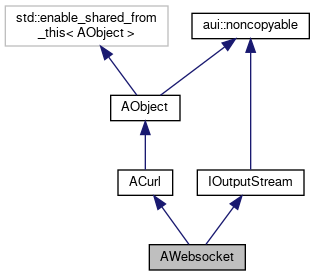 std::enable_shared_from
_this< AObject >
aui::noncopyable
AObject
ACurl
IOutputStream
AWebsocket